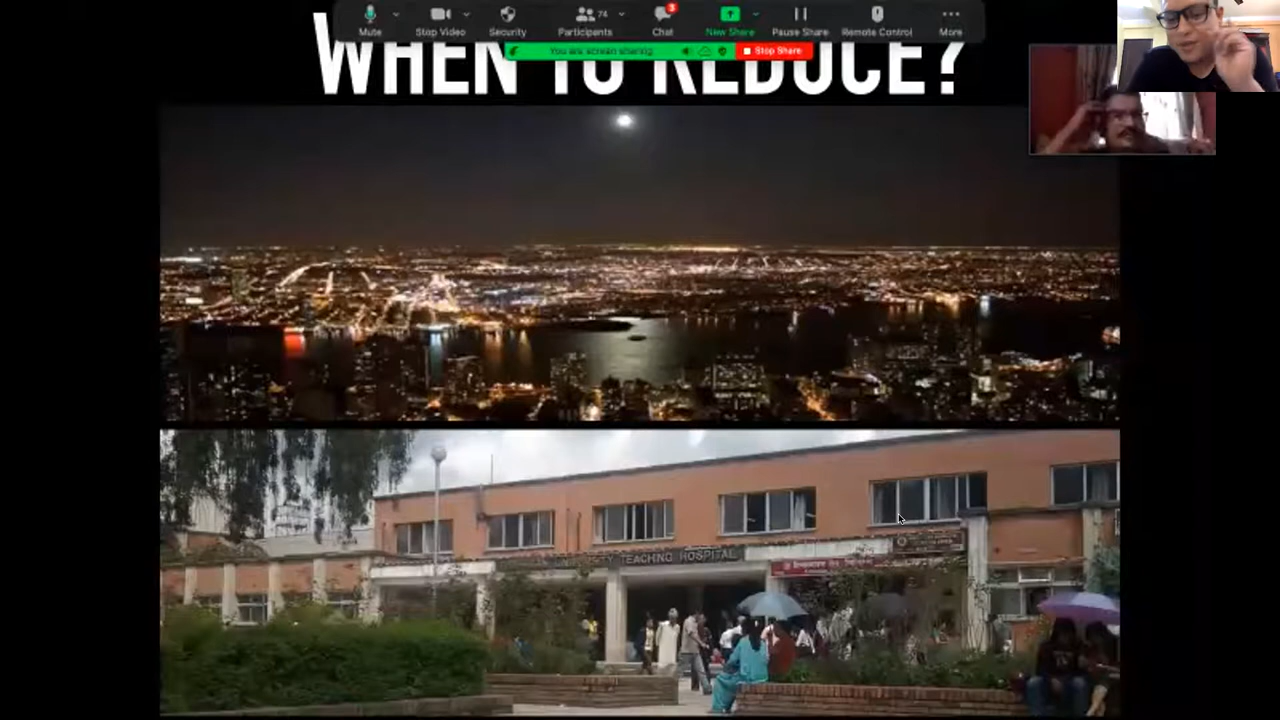 74
3
Mute
Stop Video
Security
Participants
Chat
New Share
Pause Share
Remote Control
More
You are screen sharing
Stop Share
WHEN TO REDUCE?
TEACHING HOSPITAL